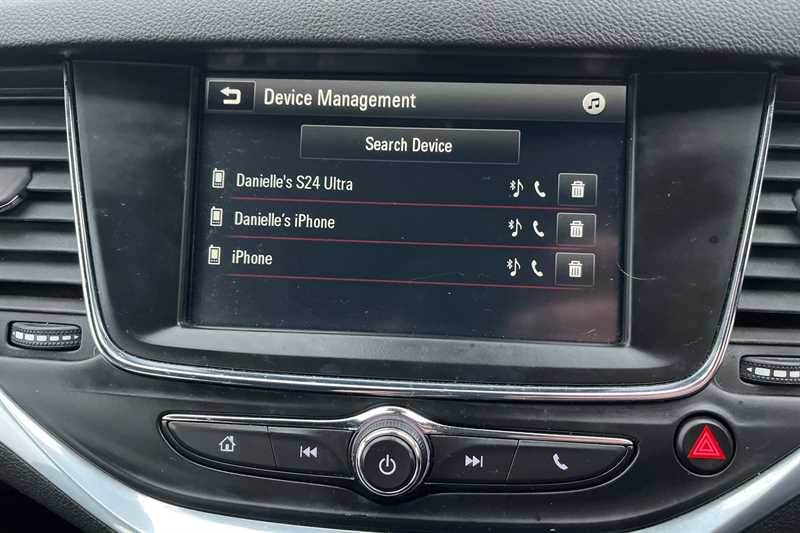 Device Management
Search Device
Danielle's S24 Ultra
Danielle's iPhone
iPhone